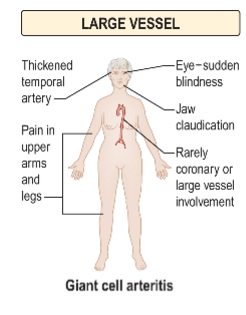 LARGE VESSEL
Thickened
temporal
artery
Pain in
upper
arms
and
legs
Eye–sudden
blindness
Jaw
claudication
Rarely
coronary or
large vessel
involvement
Giant cell arteritis